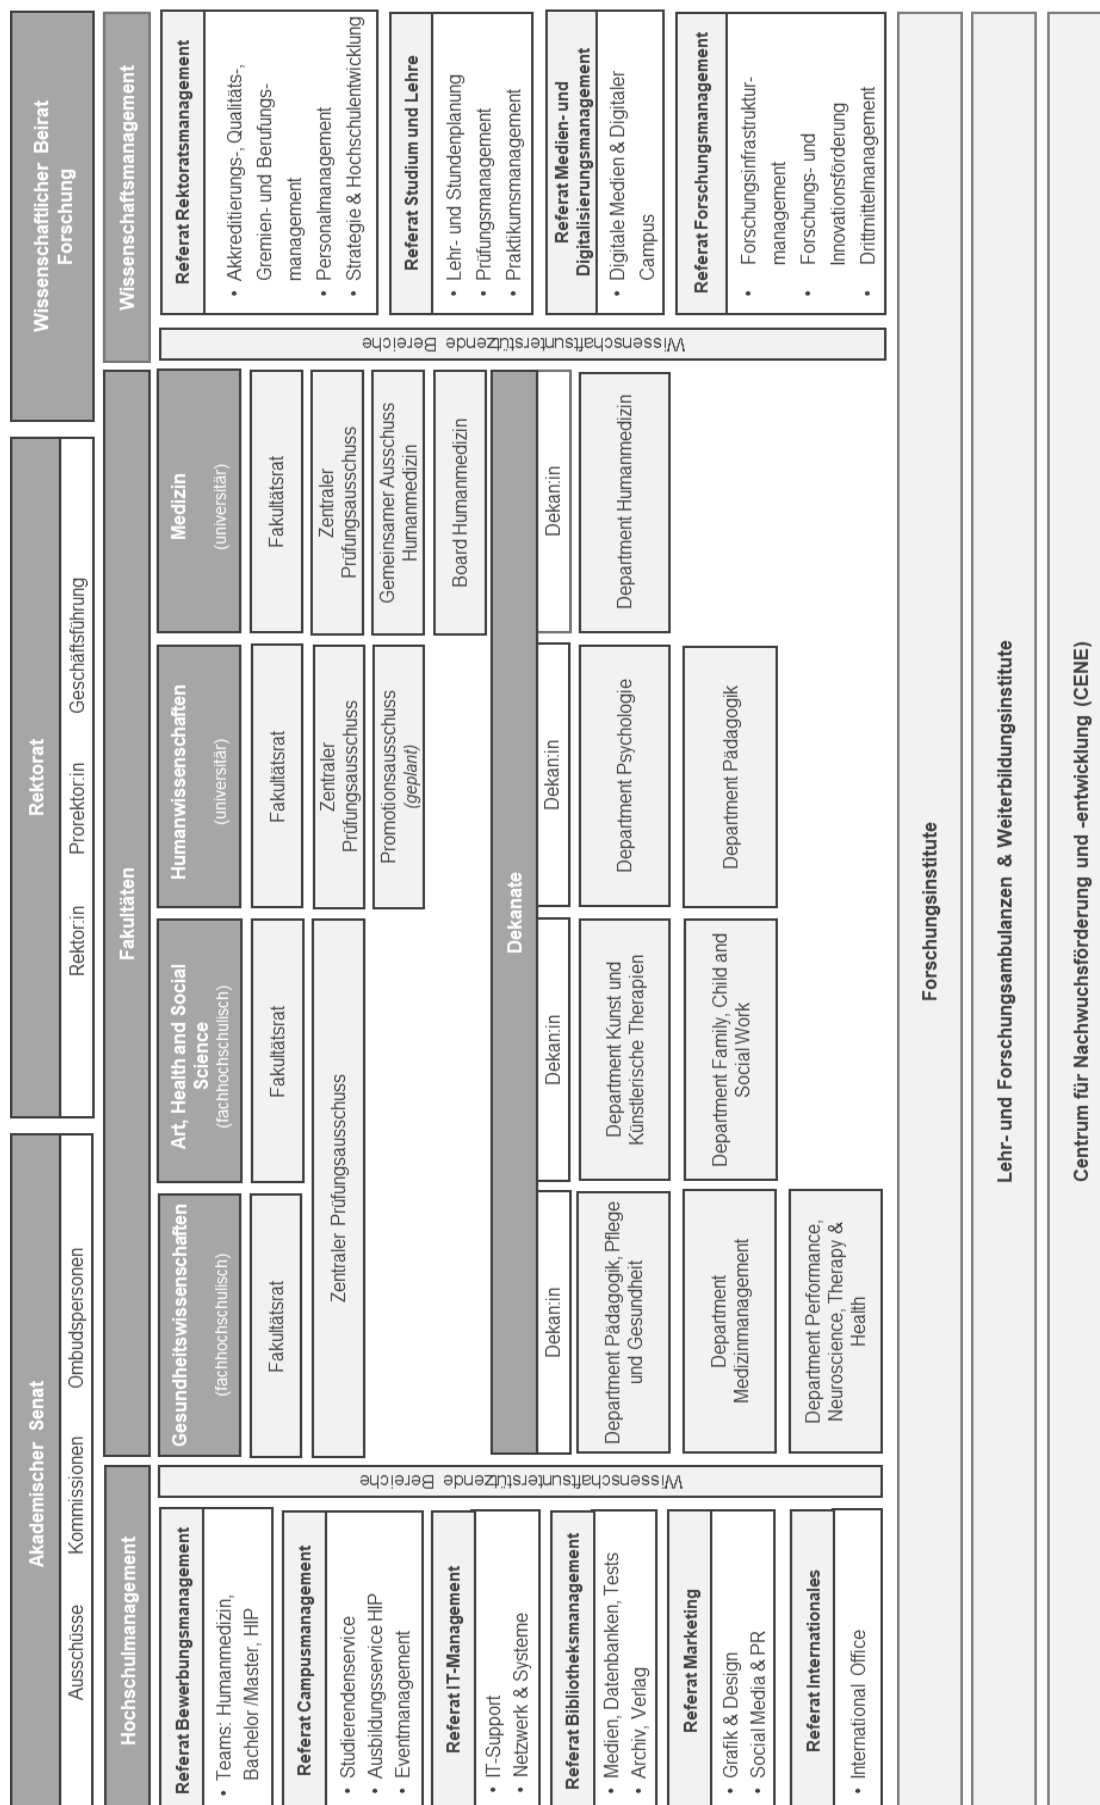 Akademischer Senat
Ausschüsse Kommissionen Ombudspersonen
Rektorat
Rektor:in Prorektor:in Geschäftsführung
Wissenschaftlicher Beirat
Forschung
Hochschulmanagement
Referat Bewerbungsmanagement
• Teams: Humanmedizin,
Bachelor /Master, HIP
Referat Campusmanagement
• Studierendenservice
• Ausbildungsservice HIP
• Eventmanagement
Referat IT-Management
• IT-Support
• Netzwerk & Systeme
Referat Bibliotheksmanagement
• Medien, Datenbanken, Tests
• Archiv, Verlag
Referat Marketing
• Grafik & Design
• Social Media & PR
Referat Internationales
• International Office
Wissenschaftsunterstützende Bereiche
Fakultäten
Gesundheitswissenschaften
(fachhochschulisch)
Art, Health and Social
Science
(fachhochschulisch)
Humanwissenschaften
(universitär)
Medizin
(universitär)
Fakultätsrat
Fakultätsrat
Fakultätsrat
Fakultätsrat
Zentraler Prüfungsausschuss
Zentraler
Prüfungsausschuss
Zentraler
Prüfungsausschuss
Promotionsausschuss
(geplant)
Gemeinsamer Ausschuss
Humanmedizin
Board Humanmedizin
Dekanate
Dekan:in
Dekan:in
Dekan:in
Dekan:in
Department Pädagogik, Pflege
und Gesundheit
Department Kunst und
Künstlerische Therapien
Department Psychologie
Department Humanmedizin
Department
Medizinmanagement
Department Family, Child and
Social Work
Department Pädagogik
Department Performance,
Neuroscience, Therapy &
Health
Wissenschaftsunterstützende Bereiche
Wissenschaftsmanagement
Referat Rektoratsmanagement
• Akkreditierungs-, Qualitäts-,
Gremien- und Berufungs-
management
• Personalmanagement
• Strategie & Hochschulentwicklung
Referat Studium und Lehre
• Lehr- und Stundenplanung
• Prüfungsmanagement
• Praktikumsmanagement
Referat Medien- und
Digitalisierungsmanagement
• Digitale Medien & Digitaler
Campus
Referat Forschungsmanagement
• Forschungsinfrastruktur-
management
• Forschungs- und
Innovationsförderung
• Drittmittelmanagement
Forschungsinstitute
Lehr- und Forschungsambulanzen & Weiterbildungsinstitute
Centrum für Nachwuchsförderung und -entwicklung (CENE)